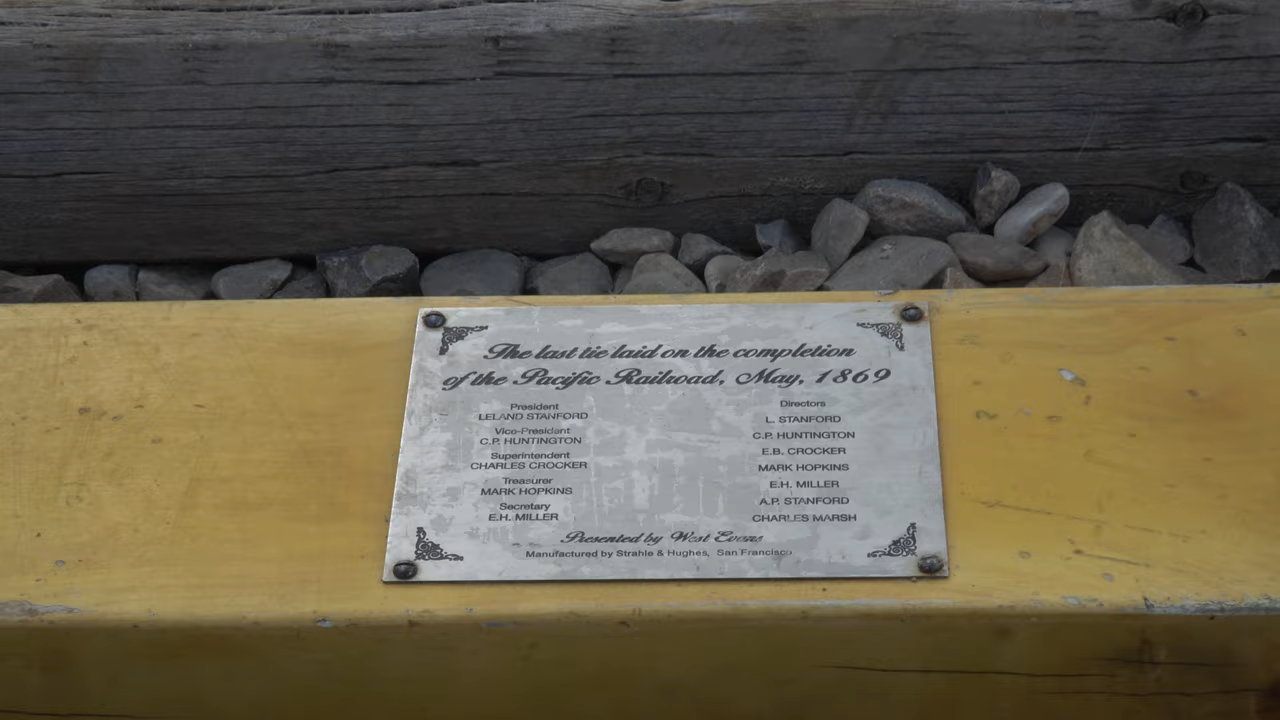 The last tie laid on the completion
of the Pacific Railroad, May, 1869
President
LELAND STANFORD
Vice-President
C.P. HUNTINGTON
Superintendent
CHARLES CROCKER
Treasurer
MARK HOPKINS
Secretary
E.H. MILLER
Directors
L. STANFORD
C.P. HUNTINGTON
E.B. CROCKER
MARK HOPKINS
E.H. MILLER
A.P. STANFORD
CHARLES MARSH
Presented by West Evans
Manufactured by Strahle & Hughes, San Francisco